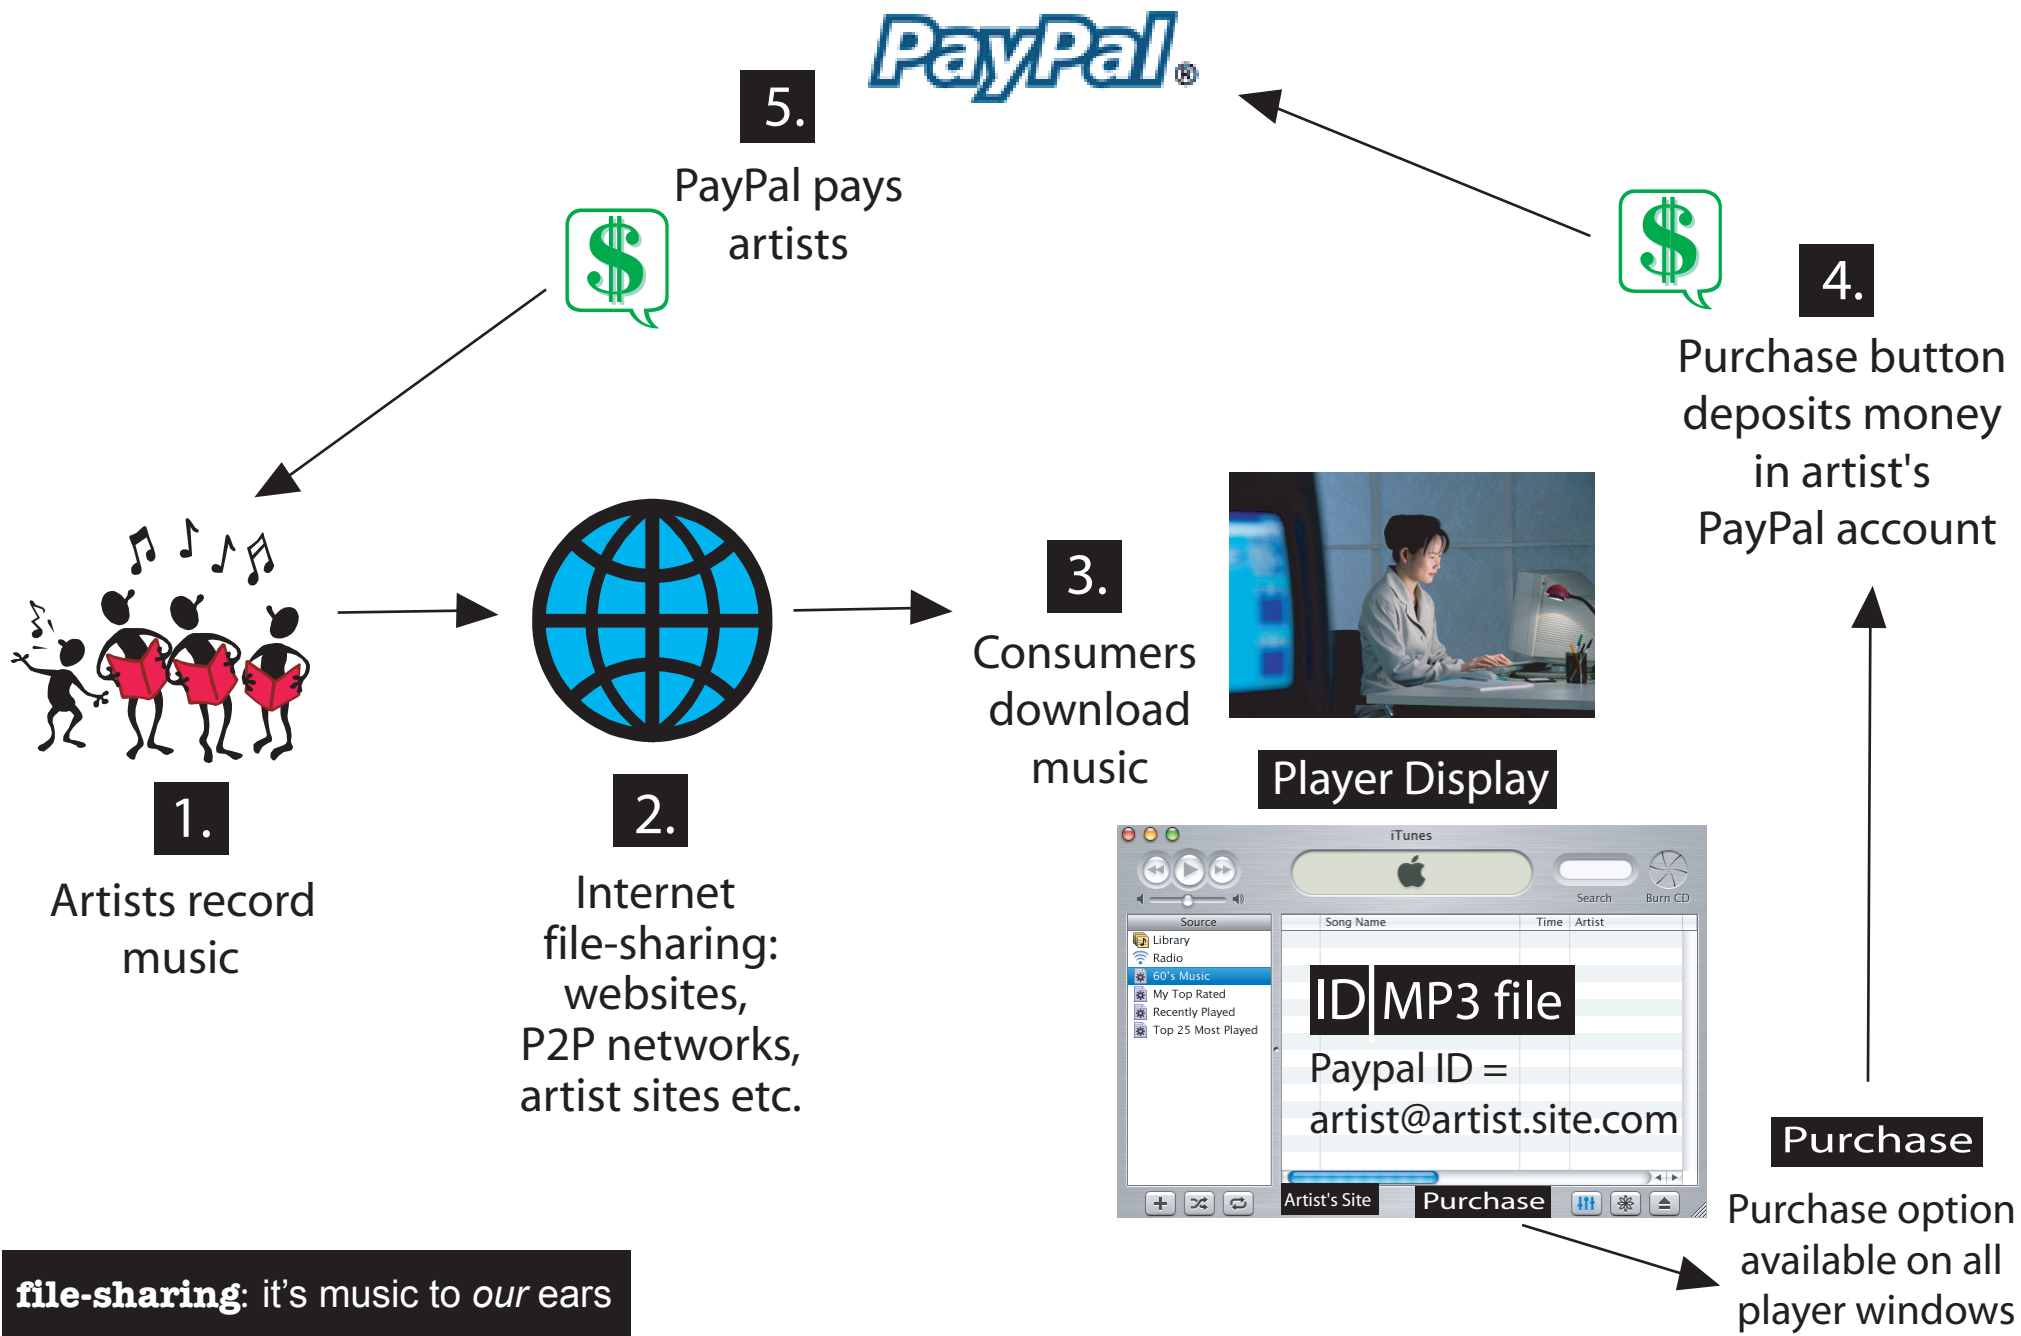 PayPal®
5.
PayPal pays
artists
$
$
4.
Purchase button
deposits money
in artist's
PayPal account
1.
Artists record
music
2.
Internet
file-sharing:
websites,
P2P networks,
artist sites etc.
3.
Consumers
download
music
Player Display
iTunes
Search
Burn CD
Source
Song Name
Time
Artist
Library
Radio
60's Music
My Top Rated
Recently Played
Top 25 Most Played
ID MP3 file
Paypal ID =
artist@artist.site.com
Artist's Site
Purchase
Purchase
Purchase option
available on all
player windows
file-sharing: it's music to our ears